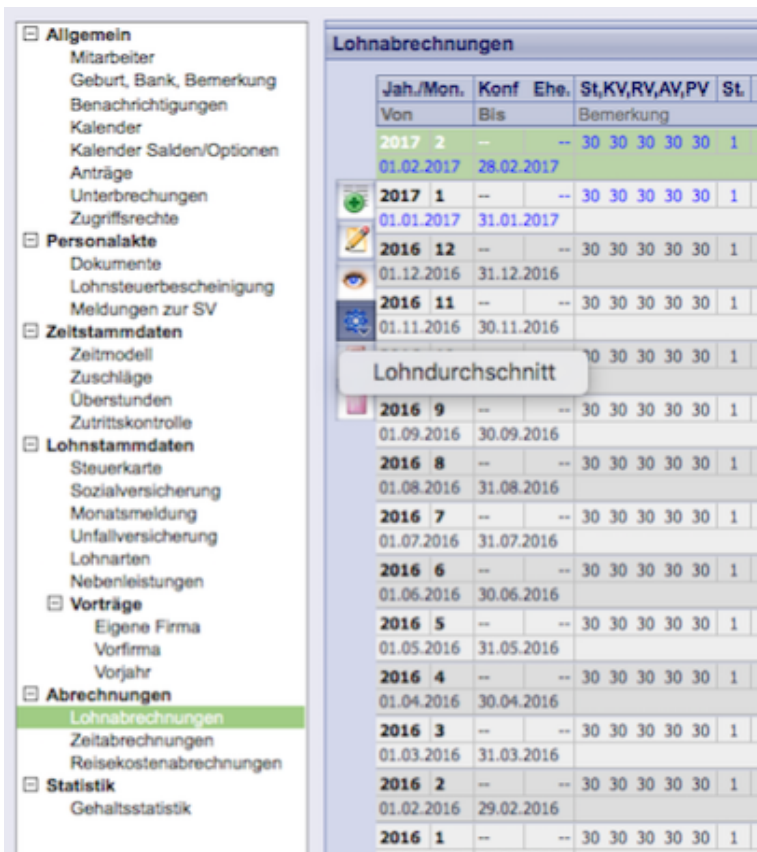 Allgemein
Mitarbeiter
Geburt, Bank, Bemerkung
Benachrichtigungen
Kalender
Kalender Salden/Optionen
Anträge
Unterbrechungen
Zugriffsrechte
Personalakte
Dokumente
Lohnsteuerbescheinigung
Meldungen zur SV
Zeitstammdaten
Zeitmodell
Zuschläge
Überstunden
Zutrittskontrolle
Lohnstammdaten
Steuerkarte
Sozialversicherung
Monatsmeldung
Unfallversicherung
Lohnarten
Nebenleistungen
Vorträge
Eigene Firma
Vorfirma
Vorjahr
Abrechnungen
Lohnabrechnungen
Zeitabrechnungen
Reisekostenabrechnungen
Statistik
Gehaltsstatistik
Lohnabrechnungen
Jah./Mon. Konf Ehe. St,KV,RV,AV,PV St.
Von Bis Bemerkung
2017 2 -- -- 30 30 30 30 30 1
01.02.2017 28.02.2017
2017 1 -- -- 30 30 30 30 30 1
01.01.2017 31.01.2017
2016 12 -- -- 30 30 30 30 30 1
01.12.2016 31.12.2016
2016 11 -- -- 30 30 30 30 30 1
01.11.2016 30.11.2016
30 30 30 30 1
Lohndurchschnitt
2016 9 -- -- 30 30 30 30 30 1
01.09.2016 30.09.2016
2016 8 -- -- 30 30 30 30 30 1
01.08.2016 31.08.2016
2016 7 -- -- 30 30 30 30 30 1
01.07.2016 31.07.2016
2016 6 -- -- 30 30 30 30 30 1
01.06.2016 30.06.2016
2016 5 -- -- 30 30 30 30 30 1
01.05.2016 31.05.2016
2016 4 -- -- 30 30 30 30 30 1
01.04.2016 30.04.2016
2016 3 -- -- 30 30 30 30 30 1
01.03.2016 31.03.2016
2016 2 -- -- 30 30 30 30 30 1
01.02.2016 29.02.2016
2016 1 -- -- 30 30 30 30 30 1